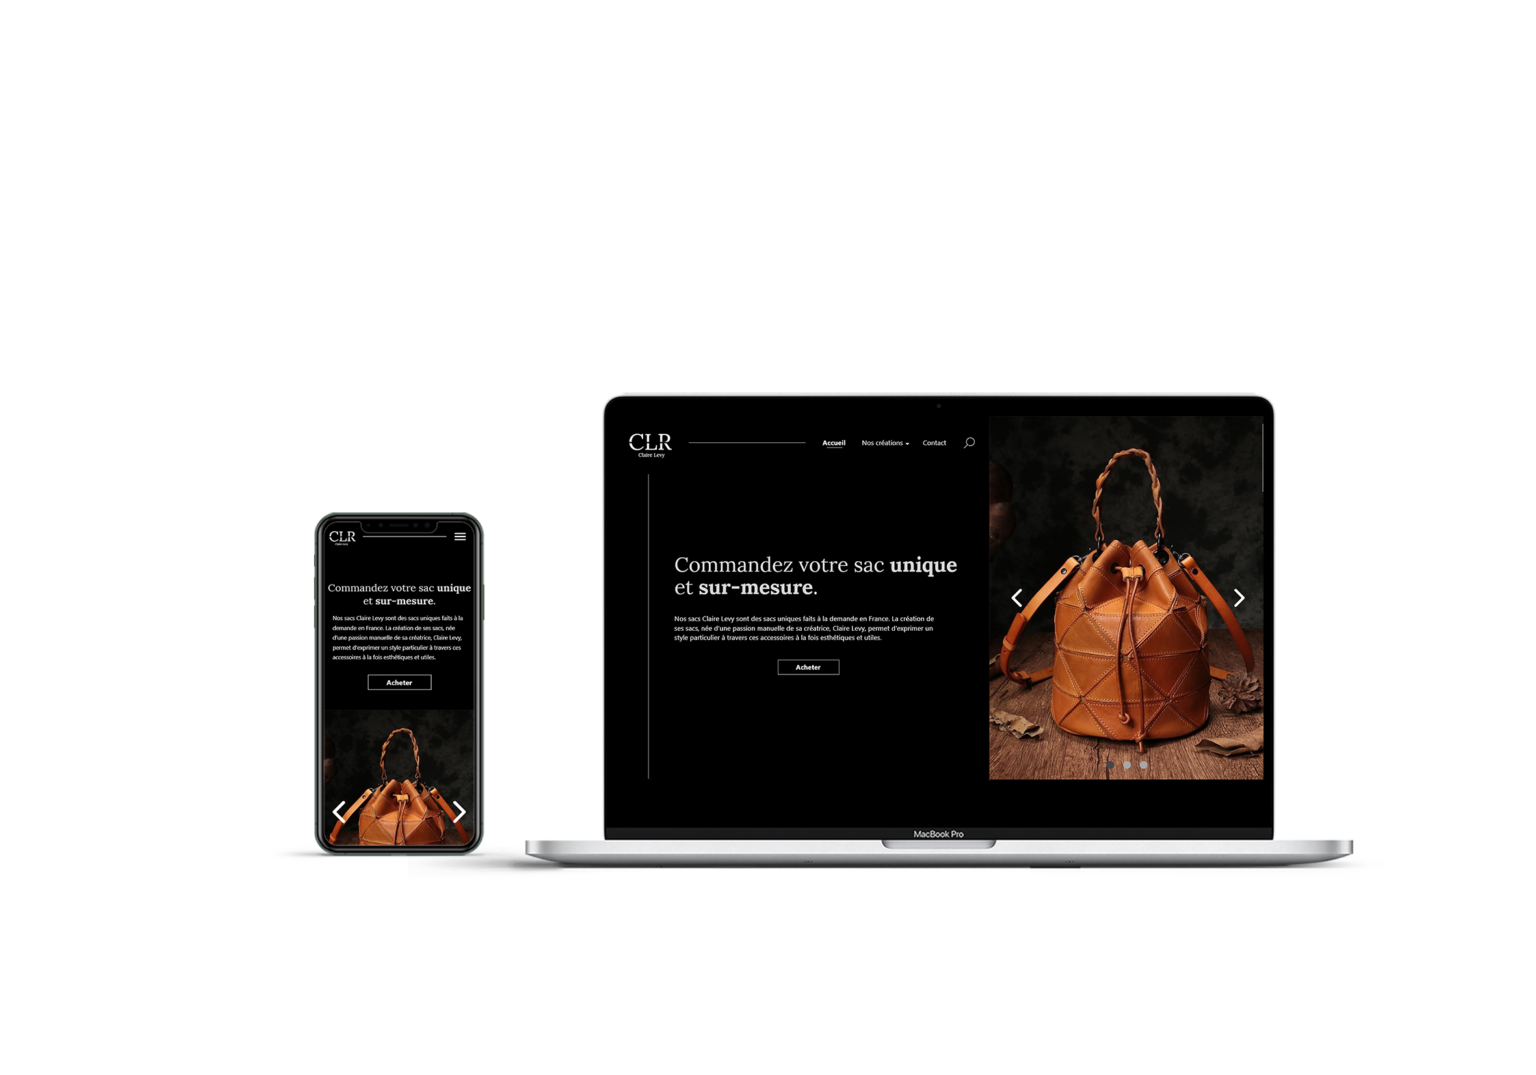 CLR
Claire Levy
Commandez votre sac unique
et sur-mesure.
Nos sacs Claire Levy sont des sacs uniques faits à la
demande en France. La création de ses sacs, née
d'une passion manuelle de sa créatrice, Claire Levy,
permet d'exprimer un style particulier à travers ces
accessoires à la fois esthétiques et utiles.
Acheter
CLR
Claire Levy
Accueil
Nos créations
Contact
Commandez votre sac unique
et sur-mesure.
Nos sacs Claire Levy sont des sacs uniques faits à la demande en France. La création de
ses sacs, née d'une passion manuelle de sa créatrice, Claire Levy, permet d'exprimer un
style particulier à travers ces accessoires à la fois esthétiques et utiles.
Acheter
MacBook Pro